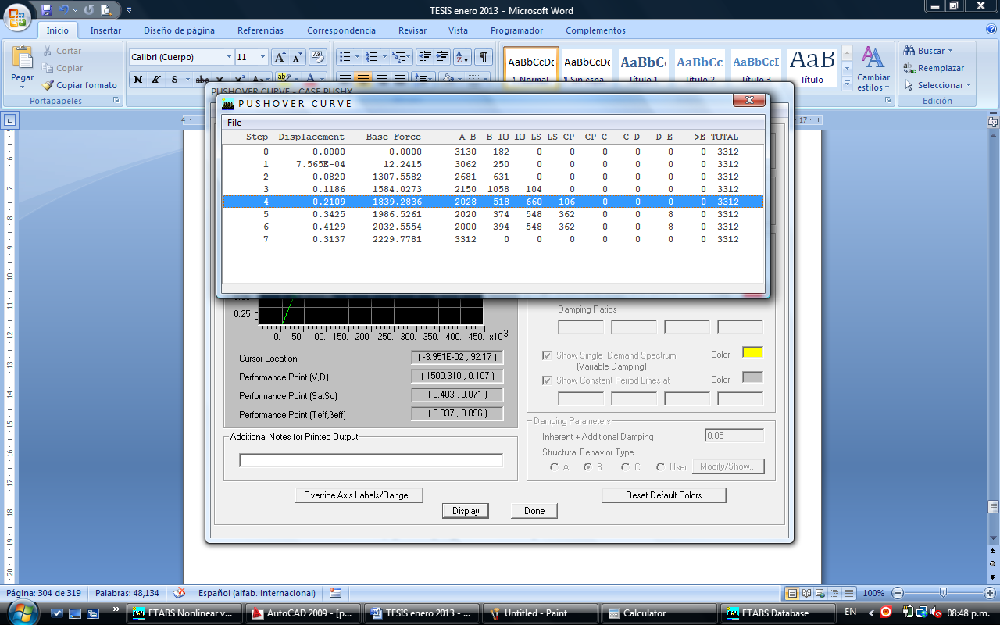 TESIS enero 2013 - Microsoft Word
Inicio Insertar Diseño de página Referencias Correspondencia Revisar Vista Programador Complementos
Pegar
Cortar
Copiar
Copiar formato
Portapapeles
Calibri (Cuerpo) 11
N K S abc
AaBbCcDc AaBbCcDc AaBbCc AaBbCc AaBbCcI AaB
¶ Normal ¶ Sin espa... Título 1 Título 2 Título 3 Título
Cambiar estilos
Buscar
Reemplazar
Seleccionar
Edición
PUSHOVER CURVE - CASE PUSHX
PUSHOVER CURVE
File
Step Displacement Base Force A-B B-IO IO-LS LS-CP CP-C C-D D-E >E TOTAL
0 0.0000 0.0000 3130 182 0 0 0 0 0 0 3312
1 7.565E-04 12.2415 3062 250 0 0 0 0 0 0 3312
2 0.0820 1307.5582 2681 631 0 0 0 0 0 0 3312
3 0.1186 1584.0273 2150 1058 104 0 0 0 0 0 3312
4 0.2109 1839.2836 2028 518 660 106 0 0 0 0 3312
5 0.3425 1986.5261 2020 374 548 362 0 0 8 0 3312
6 0.4129 2032.5554 2000 394 548 362 0 0 8 0 3312
7 0.3137 2229.7781 3312 0 0 0 0 0 0 0 3312
0.25
0. 50. 100. 150. 200. 250. 300. 350. 400. 450. x10³
Cursor Location ( -3.951E-02 , 92.17 )
Performance Point (V,D) ( 1500.310 , 0.107 )
Performance Point (Sa,Sd) ( 0.403 , 0.071 )
Performance Point (Teff,ßeff) ( 0.837 , 0.096 )
Additional Notes for Printed Output
Damping Ratios
Show Single Demand Spectrum Color
(Variable Damping)
Show Constant Period Lines at Color
Damping Parameters
Inherent + Additional Damping 0.05
Structural Behavior Type
A B C User Modify/Show...
Override Axis Labels/Range... Reset Default Colors
Display Done
Página: 304 de 319 Palabras: 48,134 Español (alfab. internacional) 100%
ETABS Nonlinear v... AutoCAD 2009 - [p... TESIS enero 2013 - ... Untitled - Paint Calculator ETABS Database EN 08:48 p.m.